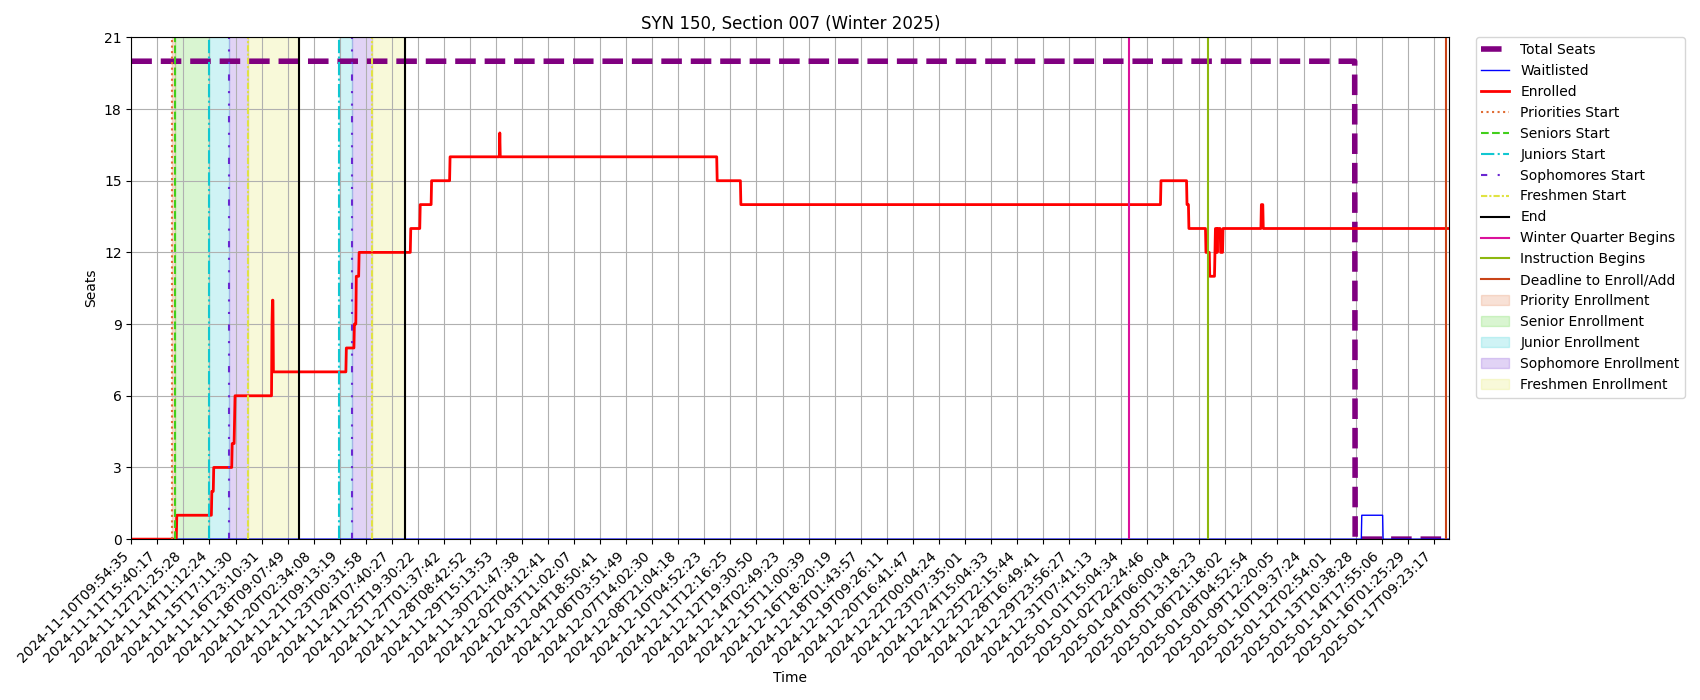 SYN 150, Section 007 (Winter 2025)
21
18
15
12
9
6
3
0
Seats
2024-11-10T09:54:35
2024-11-11T15:40:17
2024-11-12T21:25:28
2024-11-14T11:12:24
2024-11-15T17:11:30
2024-11-16T23:10:31
2024-11-18T09:07:49
2024-11-20T02:34:08
2024-11-21T09:13:19
2024-11-23T00:31:58
2024-11-24T07:40:27
2024-11-25T19:30:22
2024-11-27T01:37:42
2024-11-28T08:42:52
2024-11-29T15:13:53
2024-11-30T21:47:38
2024-12-02T04:12:41
2024-12-03T11:02:07
2024-12-04T18:50:41
2024-12-06T03:51:49
2024-12-07T14:02:30
2024-12-08T21:04:18
2024-12-10T04:52:23
2024-12-11T12:16:25
2024-12-12T19:30:50
2024-12-14T02:49:23
2024-12-15T11:00:39
2024-12-16T18:20:19
2024-12-18T01:43:57
2024-12-19T09:26:11
2024-12-20T16:41:47
2024-12-22T00:04:24
2024-12-23T07:35:01
2024-12-24T15:04:33
2024-12-25T22:15:44
2024-12-28T16:49:41
2024-12-29T23:56:27
2024-12-31T07:41:13
2025-01-01T15:04:34
2025-01-02T22:24:46
2025-01-04T06:00:04
2025-01-05T13:18:23
2025-01-06T21:18:02
2025-01-08T04:52:54
2025-01-09T12:20:05
2025-01-10T19:37:24
2025-01-12T02:54:01
2025-01-13T10:38:28
2025-01-14T17:55:06
2025-01-16T01:25:29
2025-01-17T09:23:17
Time
Total Seats
Waitlisted
Enrolled
Priorities Start
Seniors Start
Juniors Start
Sophomores Start
Freshmen Start
End
Winter Quarter Begins
Instruction Begins
Deadline to Enroll/Add
Priority Enrollment
Senior Enrollment
Junior Enrollment
Sophomore Enrollment
Freshmen Enrollment